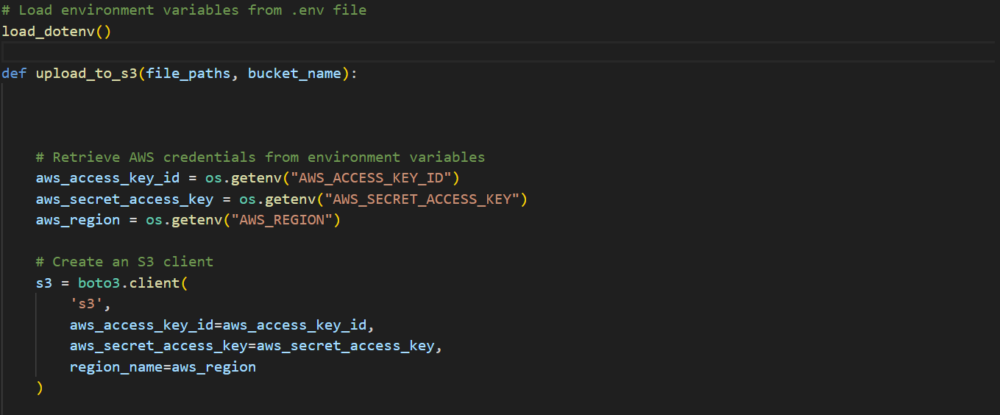 # Load environment variables from .env file
load_dotenv()
def upload_to_s3(file_paths, bucket_name):
# Retrieve AWS credentials from environment variables
aws_access_key_id = os.getenv("AWS_ACCESS_KEY_ID")
aws_secret_access_key = os.getenv("AWS_SECRET_ACCESS_KEY")
aws_region = os.getenv("AWS_REGION")
# Create an S3 client
s3 = boto3.client(
's3',
aws_access_key_id=aws_access_key_id,
aws_secret_access_key=aws_secret_access_key,
region_name=aws_region
)